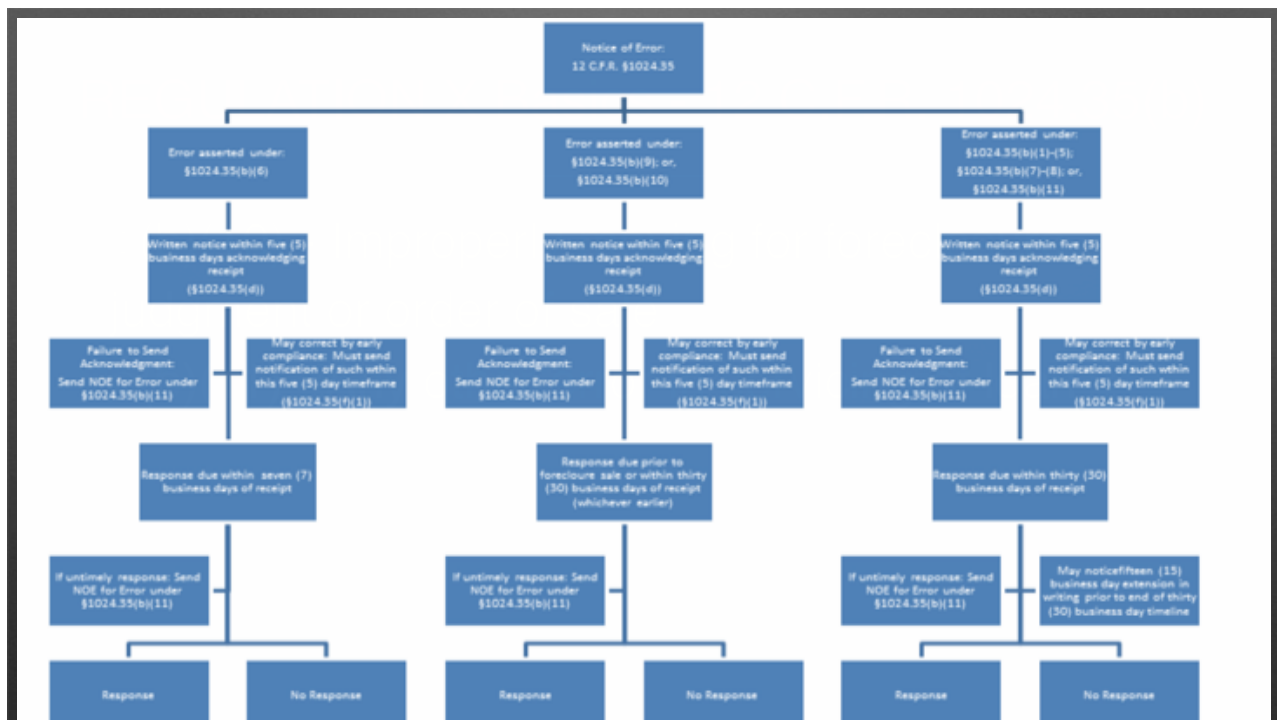 Notice of Error:
12 C.F.R. §1024.35
Error asserted under:
§1024.35(b)(6)
Error asserted under:
§1024.35(b)(9); or,
§1024.35(b)(10)
Error asserted under:
§1024.35(b)(1)-(5);
§1024.35(b)(7)-(8); or,
§1024.35(b)(11)
Written notice within five (5)
business days acknowledging
receipt
(§1024.35(d))
Written notice within five (5)
business days acknowledging
receipt
(§1024.35(d))
Written notice within five (5)
business days acknowledging
receipt
(§1024.35(d))
Failure to Send
Acknowledgment:
Send NOE for Error under
§1024.35(b)(11)
May correct by early
compliance: Must send
notification of such wthin
this five (5) day timeframe
(§1024.35(f)(1))
Failure to Send
Acknowledgment:
Send NOE for Error under
§1024.35(b)(11)
May correct by early
compliance: Must send
notification of such wthin
this five (5) day timeframe
(§1024.35(f)(1))
Failure to Send
Acknowledgment:
Send NOE for Error under
§1024.35(b)(11)
May correct by early
compliance: Must send
notification of such wthin
this five (5) day timeframe
(§1024.35(f)(1))
Response due within seven (7)
business days of receipt
Response due prior to
forecloure sale or within thirty
(30) business days of receipt
(whichever earlier)
Response due within thirty (30)
business days of receipt
If untimely response: Send
NOE for Error under
§1024.35(b)(11)
If untimely response: Send
NOE for Error under
§1024.35(b)(11)
If untimely response: Send
NOE for Error under
§1024.35(b)(11)
May noticefifteen (15)
business day extension in
writing prior to end of thirty
(30) business day timeline
Response
No Response
Response
No Response
Response
No Response